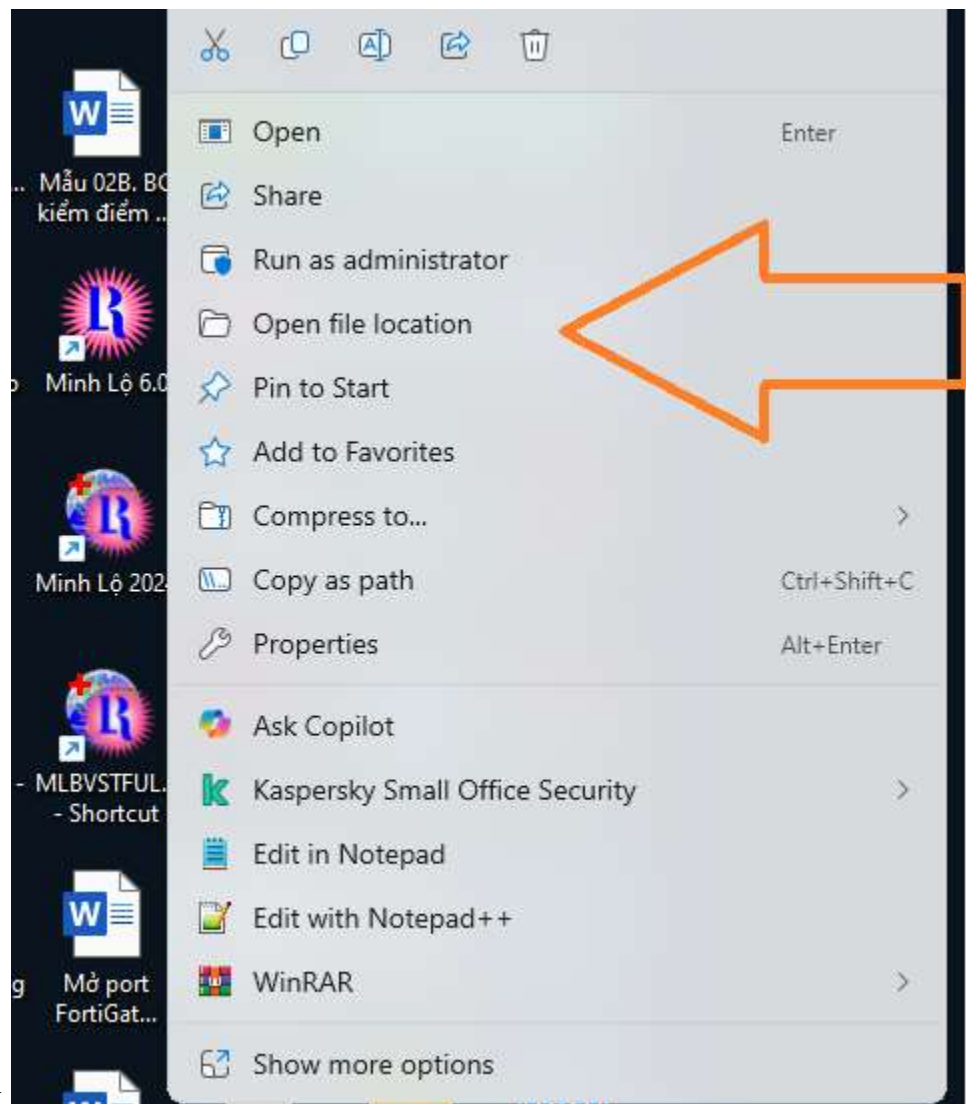 Open Enter
Share
Run as administrator
Open file location
Pin to Start
Add to Favorites
Compress to...
Copy as path Ctrl+Shift+C
Properties Alt+Enter
Ask Copilot
Kaspersky Small Office Security
Edit in Notepad
Edit with Notepad++
WinRAR
Show more options
.. Mẫu 02B. BC
kiểm điểm ..
Minh Lộ 6.0
Minh Lộ 202
- MLBVSTFUL.
- Shortcut
g Mở port
FortiGat...